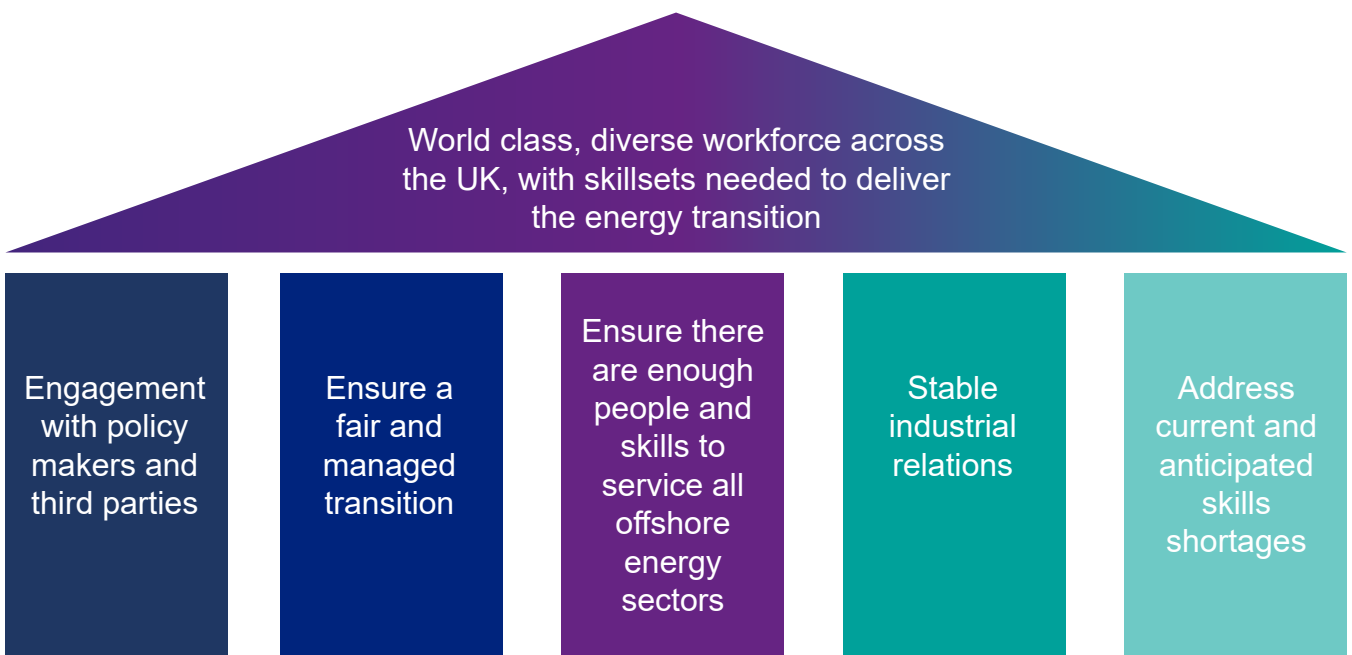 World class, diverse workforce across
the UK, with skillsets needed to deliver
the energy transition
Engagement
with policy
makers and
third parties
Ensure a
fair and
managed
transition
Ensure there
are enough
people and
skills to
service all
offshore
energy
sectors
Stable
industrial
relations
Address
current and
anticipated
skills
shortages